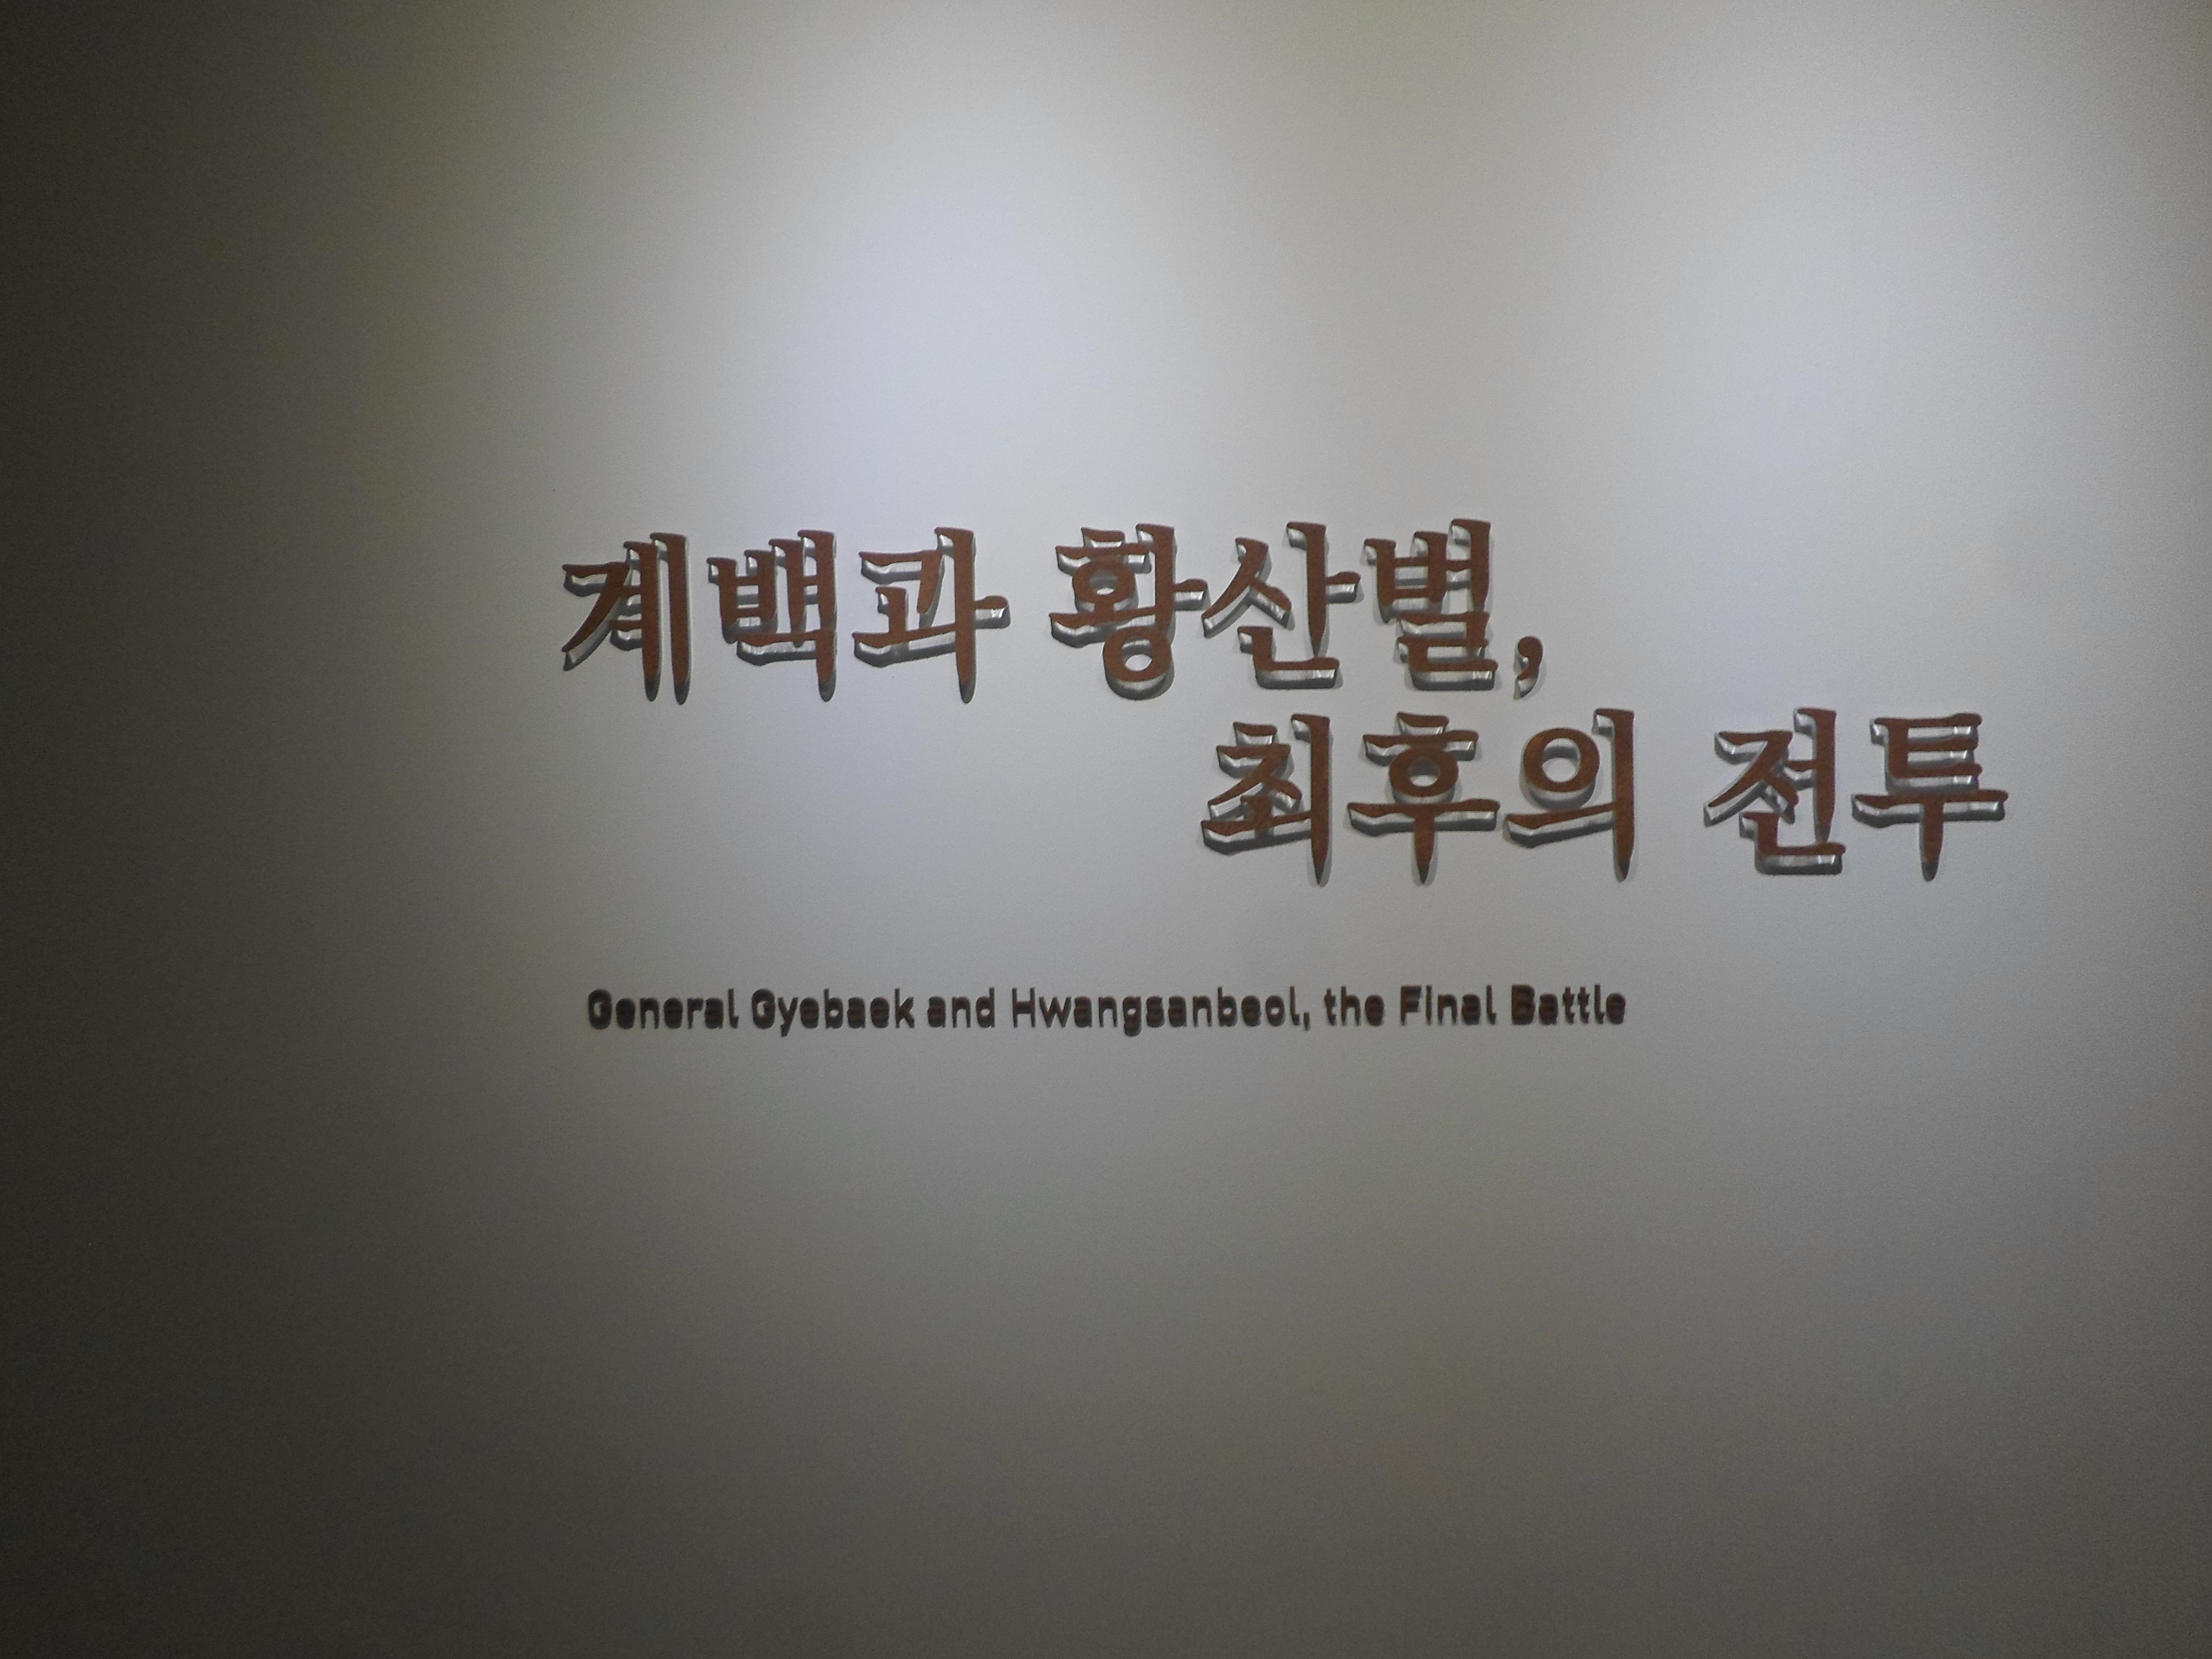 계백과 황산벌,
최후의 전투
General Gyebaek and Hwangsanbeol, the Final Battle